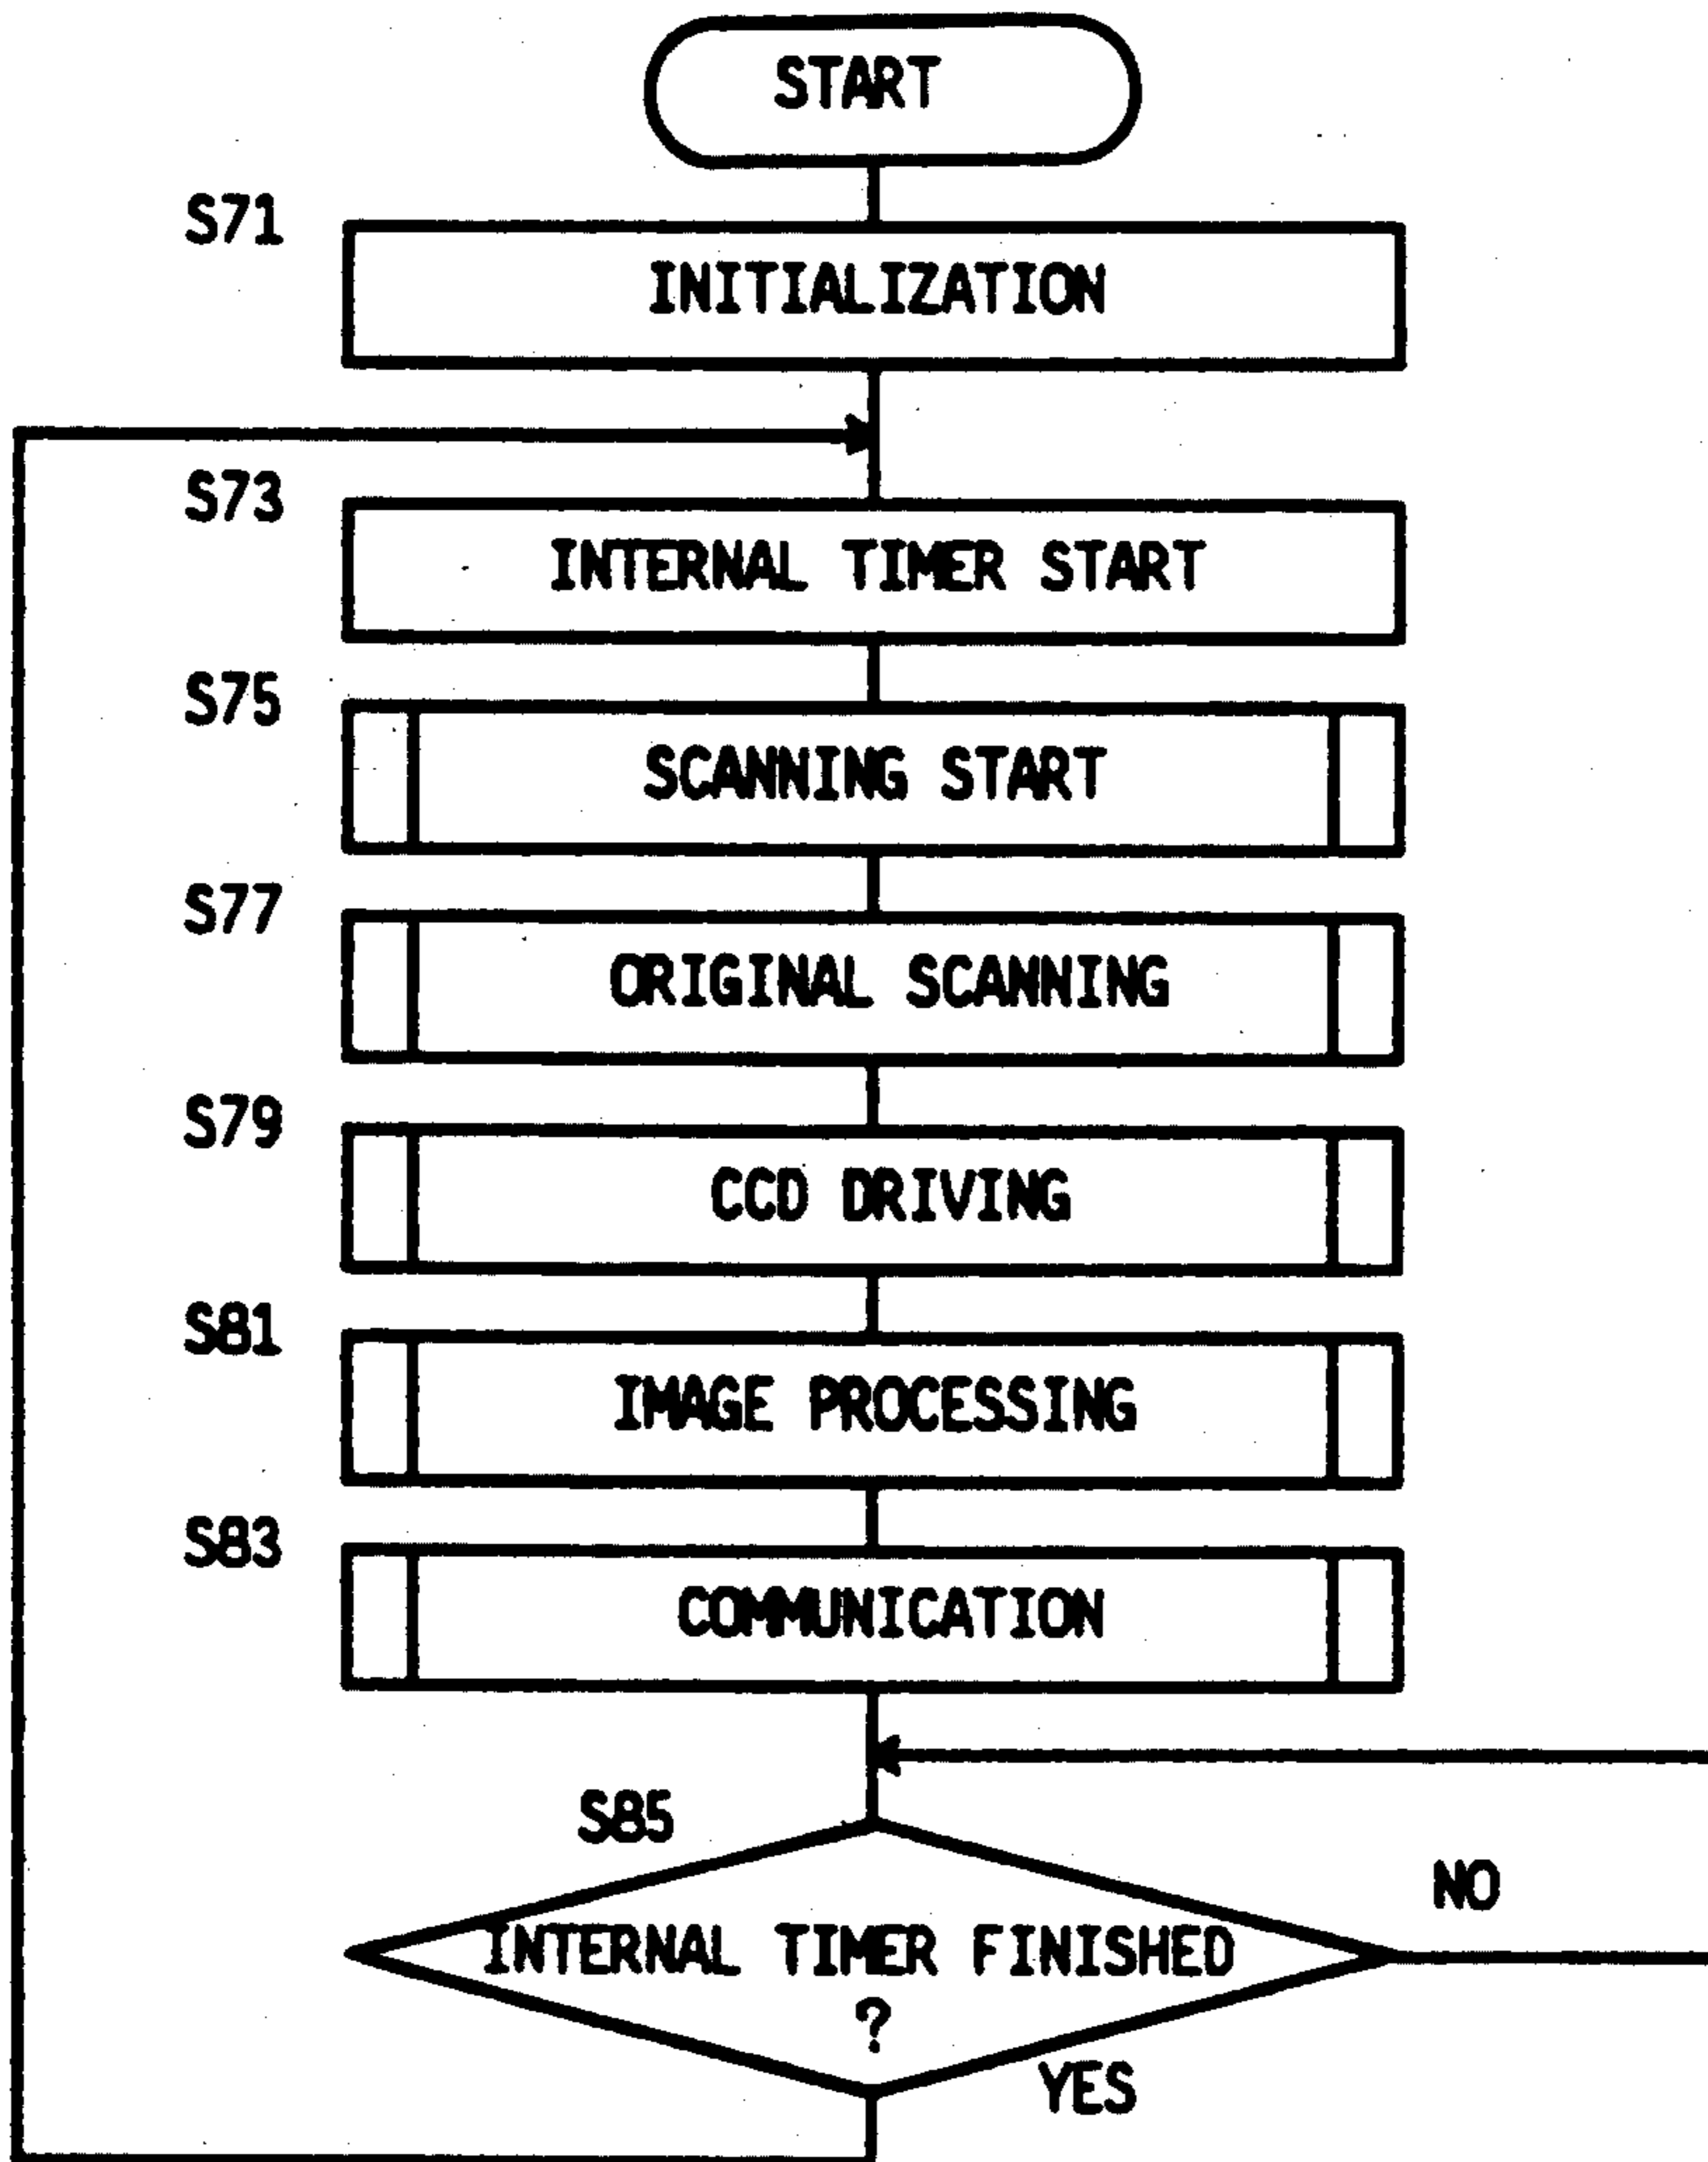 START
S71
INITIALIZATION
S73
INTERNAL TIMER START
S75
SCANNING START
S77
ORIGINAL SCANNING
S79
CCD DRIVING
S81
IMAGE PROCESSING
S83
COMMUNICATION
S85
NO
INTERNAL TIMER FINISHED
?
YES